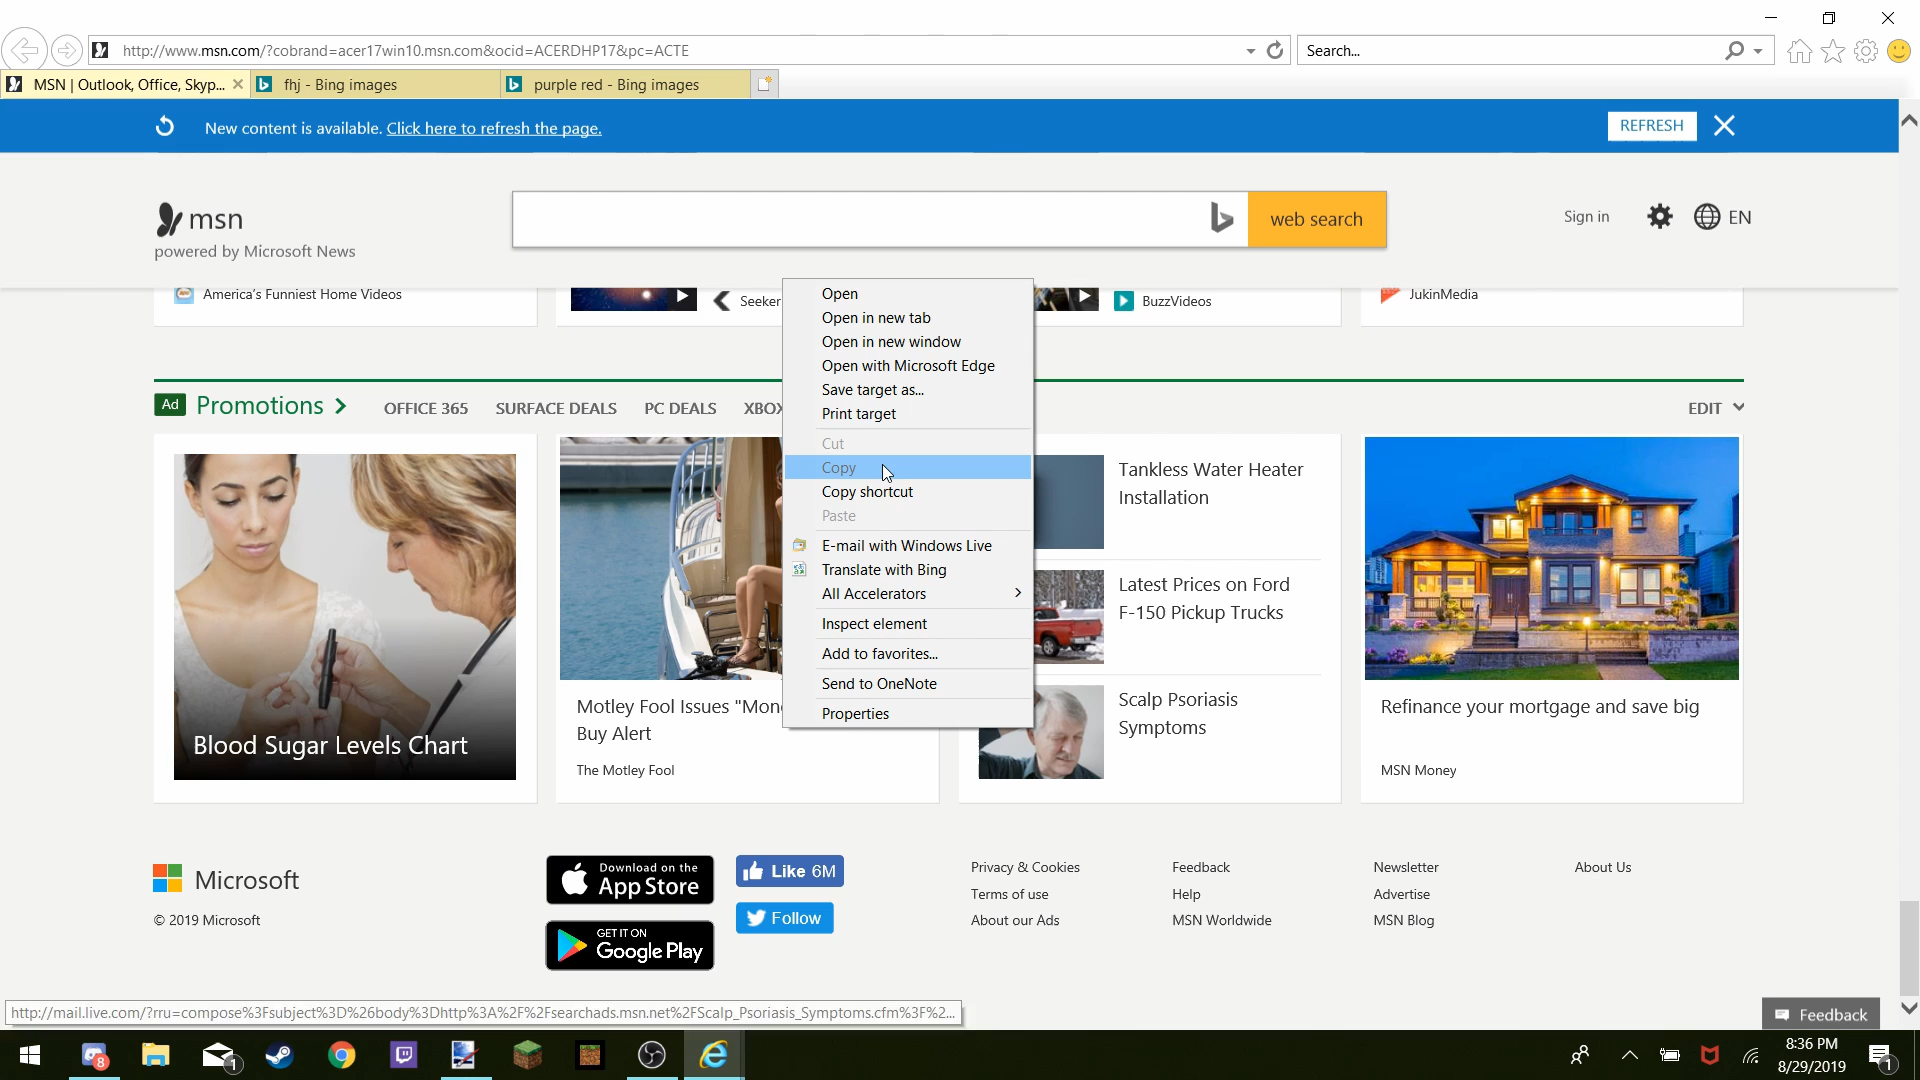 http://www.msn.com/?cobrand=acer17win10.msn.com&ocid=ACERDHP17&pc=ACTE
Search...
MSN | Outlook, Office, Skyp...
fhj - Bing images
purple red - Bing images
New content is available. Click here to refresh the page.
REFRESH
msn
powered by Microsoft News
web search
Sign in
EN
America's Funniest Home Videos
Seeker
BuzzVideos
JukinMedia
Open
Open in new tab
Open in new window
Open with Microsoft Edge
Save target as...
Print target
Cut
Copy
Copy shortcut
Paste
E-mail with Windows Live
Translate with Bing
All Accelerators
Inspect element
Add to favorites...
Send to OneNote
Properties
Ad
Promotions
OFFICE 365
SURFACE DEALS
PC DEALS
XBOX
EDIT
Blood Sugar Levels Chart
Motley Fool Issues "Mon
Buy Alert
The Motley Fool
Tankless Water Heater
Installation
Latest Prices on Ford
F-150 Pickup Trucks
Scalp Psoriasis
Symptoms
Refinance your mortgage and save big
MSN Money
Microsoft
© 2019 Microsoft
Download on the
App Store
GET IT ON
Google Play
Like 6M
Follow
Privacy & Cookies
Terms of use
About our Ads
Feedback
Help
MSN Worldwide
Newsletter
Advertise
MSN Blog
About Us
http://mail.live.com/?rru=compose%3Fsubject%3D%26body%3Dhttp%3A%2F%2Fsearchads.msn.net%2FScalp_Psoriasis_Symptoms.cfm%3F%2...
Feedback
8
1
8:36 PM
8/29/2019
1